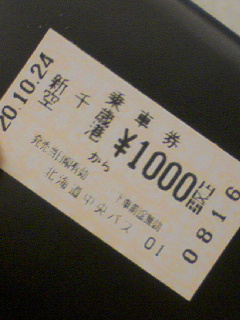 20.10.24
乗車券
新千歳
空港から
¥1000円区間
発売当日限有効 下車前途無効
北海道中央バス 01
0816